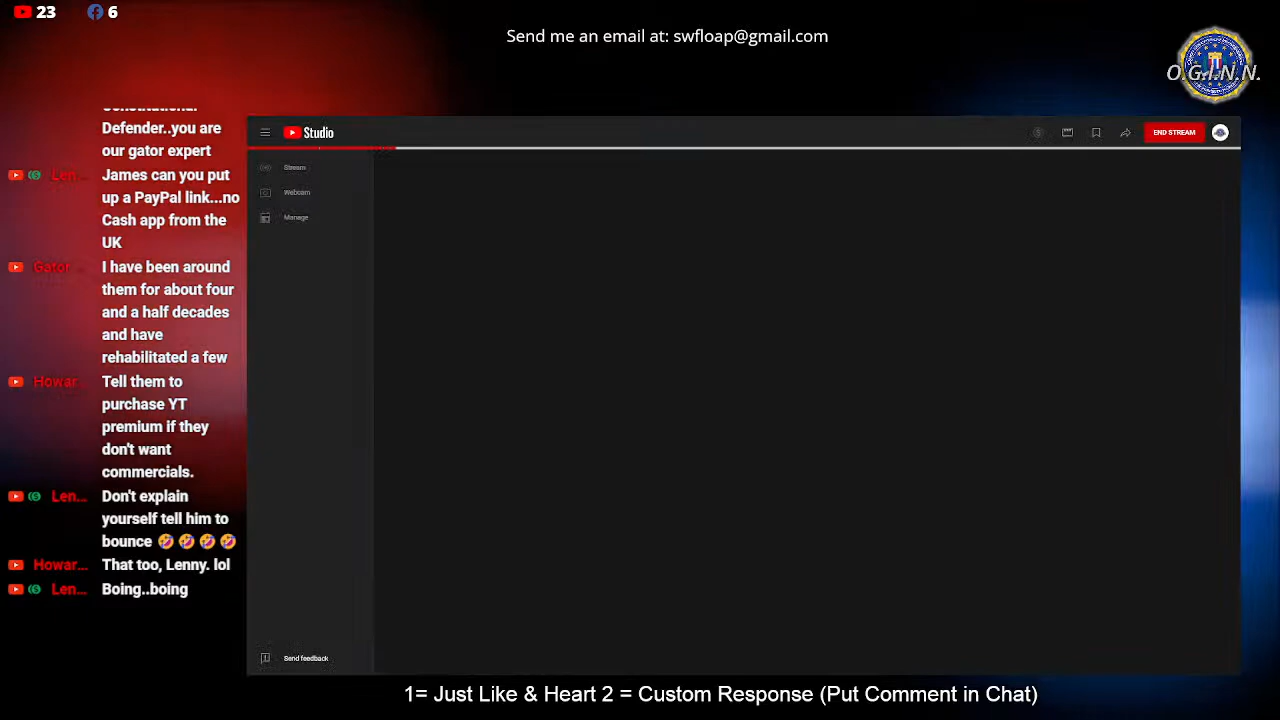 23
6
Send me an email at: swfloap@gmail.com
O.G.I.N.N.
Defender..you are
our gator expert
Len... James can you put
up a PayPal link...no
Cash app from the
UK
Gator I have been around
them for about four
and a half decades
and have
rehabilitated a few
Howar Tell them to
purchase YT
premium if they
don't want
commercials.
Len... Don't explain
yourself tell him to
bounce 🤣 🤣 🤣 🤣
Howar... That too, Lenny. lol
Len... Boing..boing
Studio
END STREAM
Stream
Webcam
Manage
Send feedback
1= Just Like & Heart 2 = Custom Response (Put Comment in Chat)